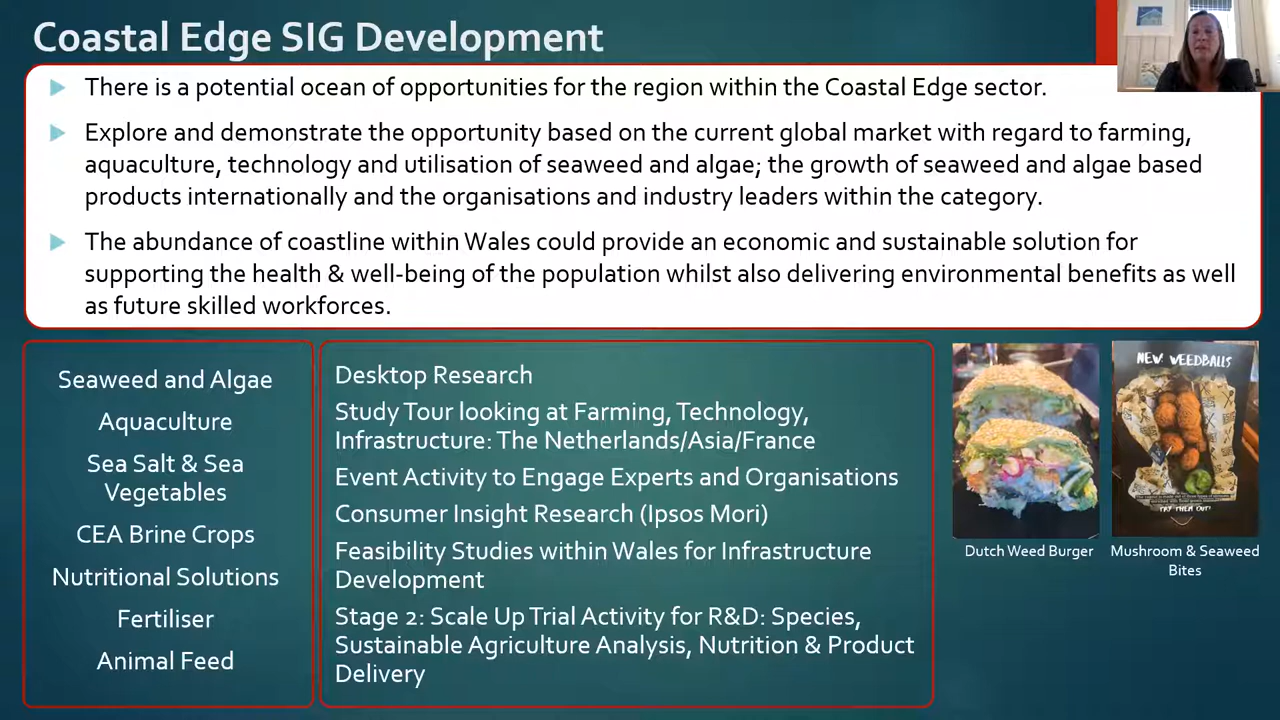 Coastal Edge SIG Development
There is a potential ocean of opportunities for the region within the Coastal Edge sector.
Explore and demonstrate the opportunity based on the current global market with regard to farming,
aquaculture, technology and utilisation of seaweed and algae; the growth of seaweed and algae based
products internationally and the organisations and industry leaders within the category.
The abundance of coastline within Wales could provide an economic and sustainable solution for
supporting the health & well-being of the population whilst also delivering environmental benefits as well
as future skilled workforces.
Seaweed and Algae
Aquaculture
Sea Salt & Sea
Vegetables
CEA Brine Crops
Nutritional Solutions
Fertiliser
Animal Feed
Desktop Research
Study Tour looking at Farming, Technology,
Infrastructure: The Netherlands/Asia/France
Event Activity to Engage Experts and Organisations
Consumer Insight Research (Ipsos Mori)
Feasibility Studies within Wales for Infrastructure
Development
Stage 2: Scale Up Trial Activity for R&D: Species,
Sustainable Agriculture Analysis, Nutrition & Product
Delivery
NEW: WEEDBALLS
TRY THEM OUT!
Dutch Weed Burger
Mushroom & Seaweed
Bites